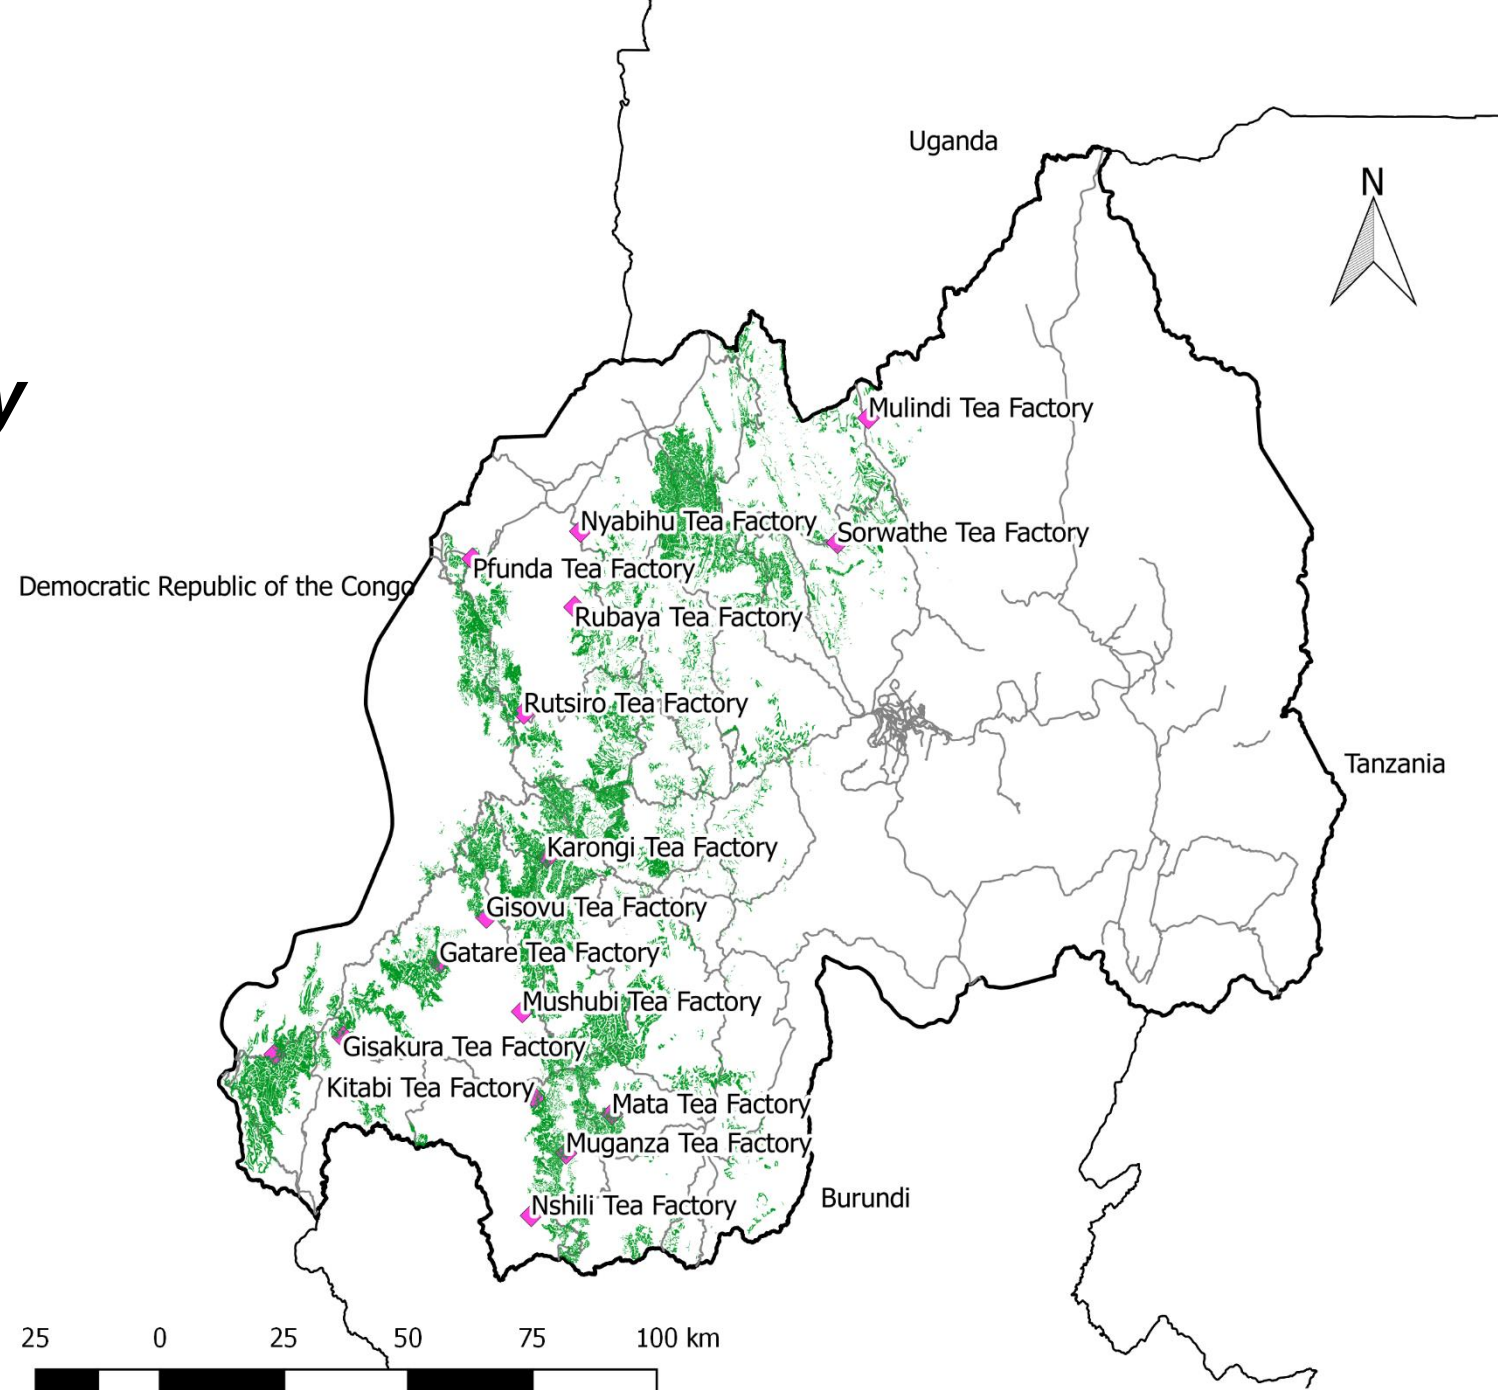 Uganda
N
y
Mulindi Tea Factory
Nyabihu Tea Factory
Sorwathe Tea Factory
Pfunda Tea Factory
Democratic Republic of the Congo
Rubaya Tea Factory
Rutsiro Tea Factory
Tanzania
Karongi Tea Factory
Gisovu Tea Factory
Gatare Tea Factory
Mushubi Tea Factory
Gisakura Tea Factory
Kitabi Tea Factory
Mata Tea Factory
Muganza Tea Factory
Burundi
Nshili Tea Factory
25 0 25 50 75 100 km